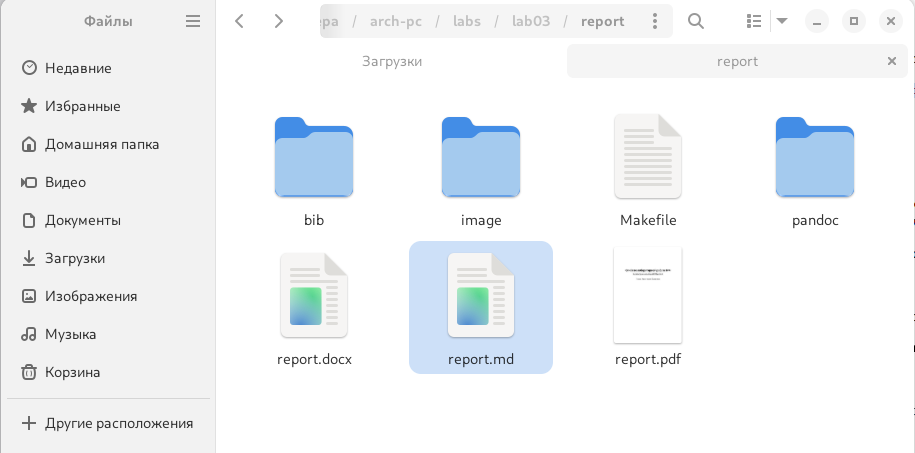 Файлы
ера / arch-pc / labs / lab03 / report
Загрузки
report
Недавние
Избранные
Домашняя папка
Видео
Документы
Загрузки
Изображения
Музыка
Корзина
Другие расположения
bib
image
Makefile
pandoc
report.docx
report.md
report.pdf